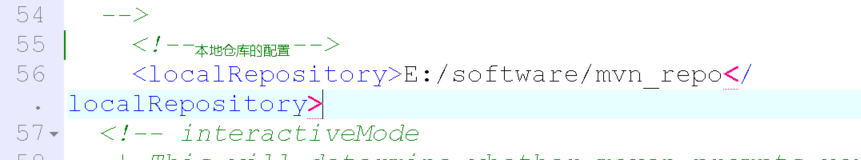 54 -->
55 <!--本地仓库的配置-->
56 <localRepository>E:/software/mvn_repo</
. localRepository>
57 <!-- interactiveMode